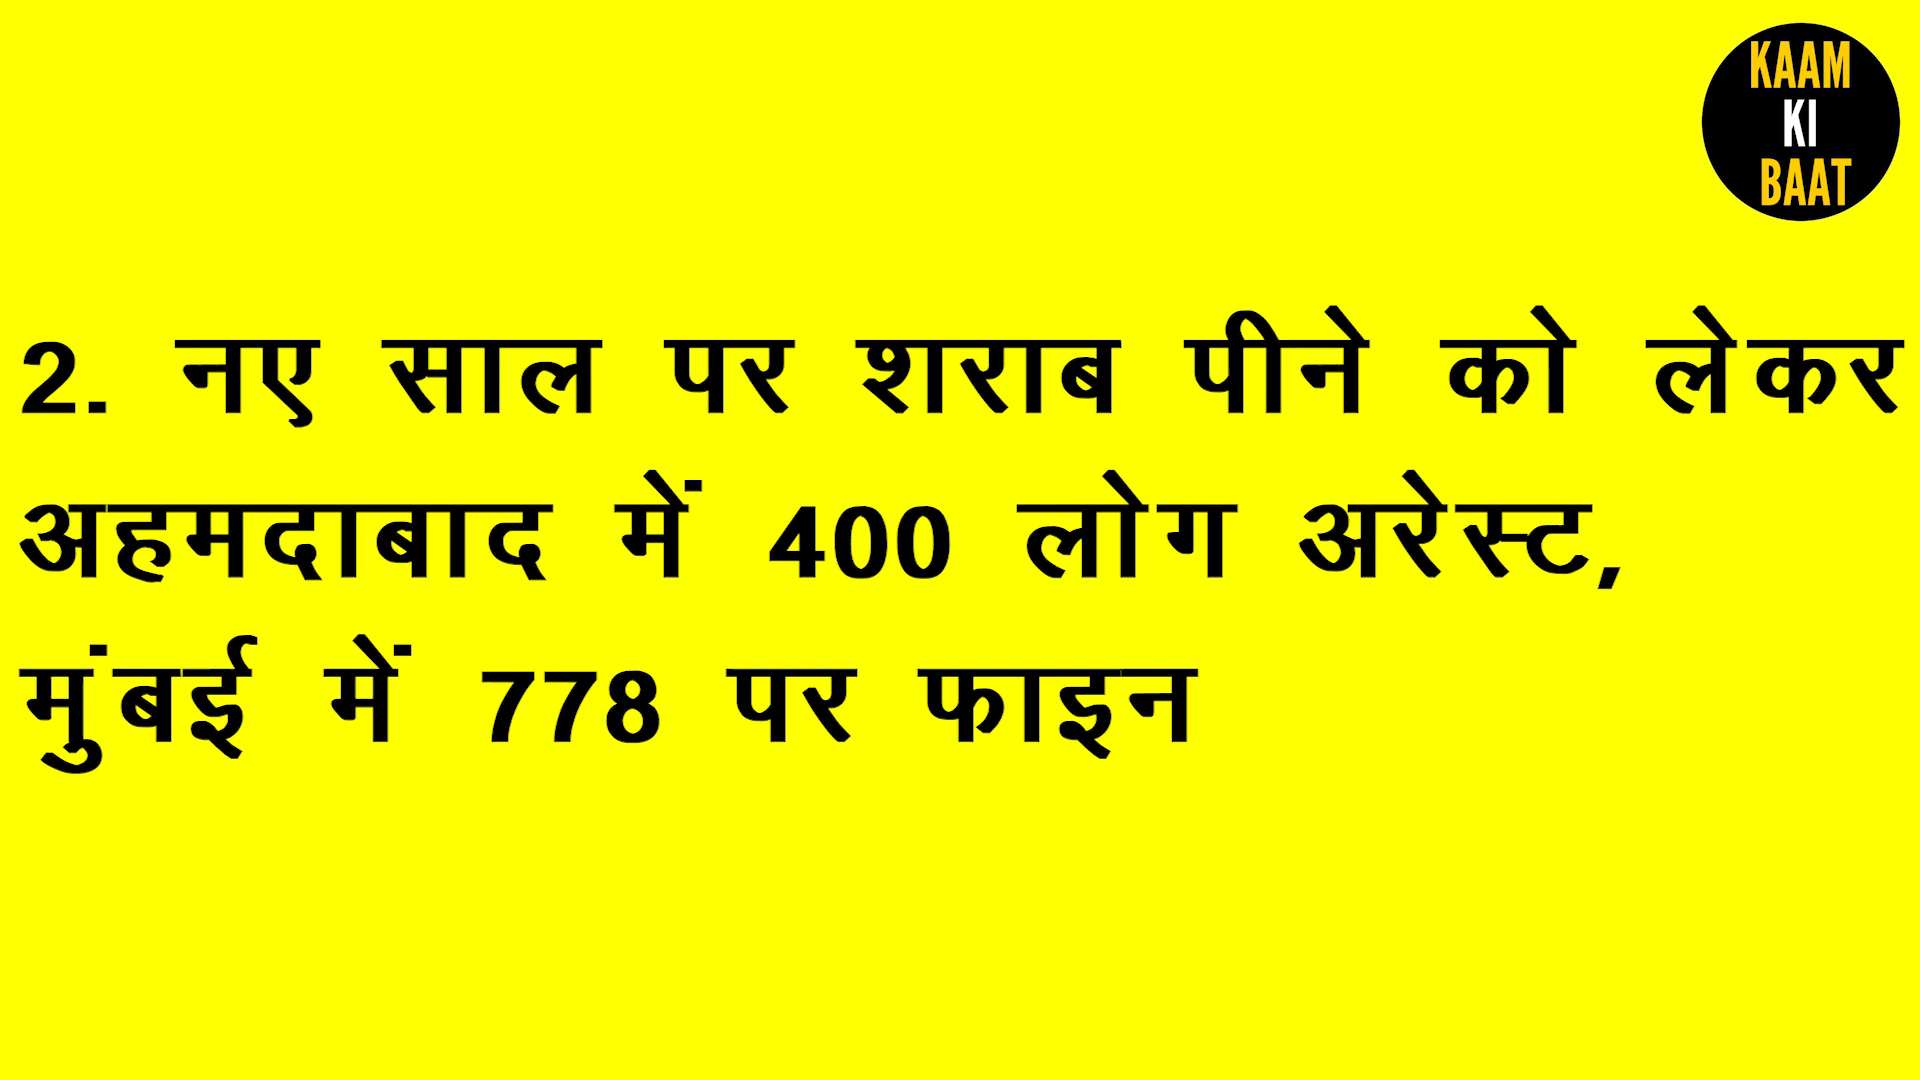 KAAM
KI
BAAT
2. नए साल पर शराब पीने को लेकर
अहमदाबाद में 400 लोग अरेस्ट,
मुंबई में 778 पर फाइन